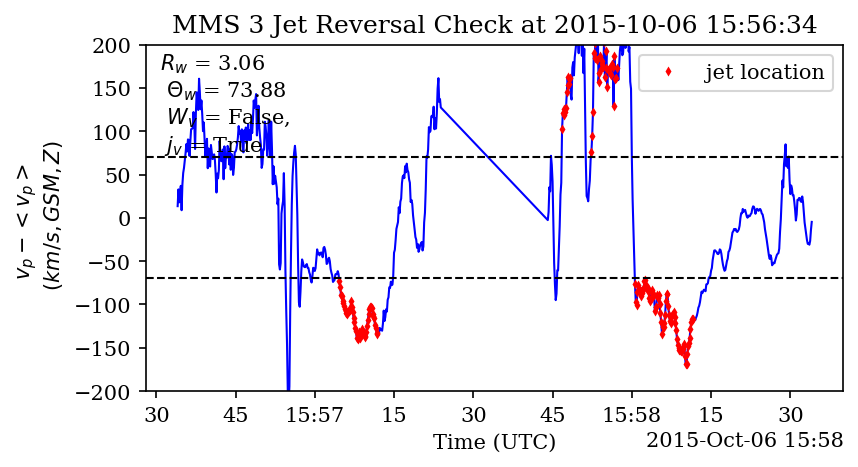 MMS 3 Jet Reversal Check at 2015-10-06 15:56:34
R_w = 3.06
Θ_w = 73.88
W_v = False,
j_v = True
jet location
v_p − < v_p >
(km/s, GSM, Z)
200
150
100
50
0
−50
−100
−150
−200
30 45 15:57 15 30 45 15:58 15 30
Time (UTC)
2015-Oct-06 15:58